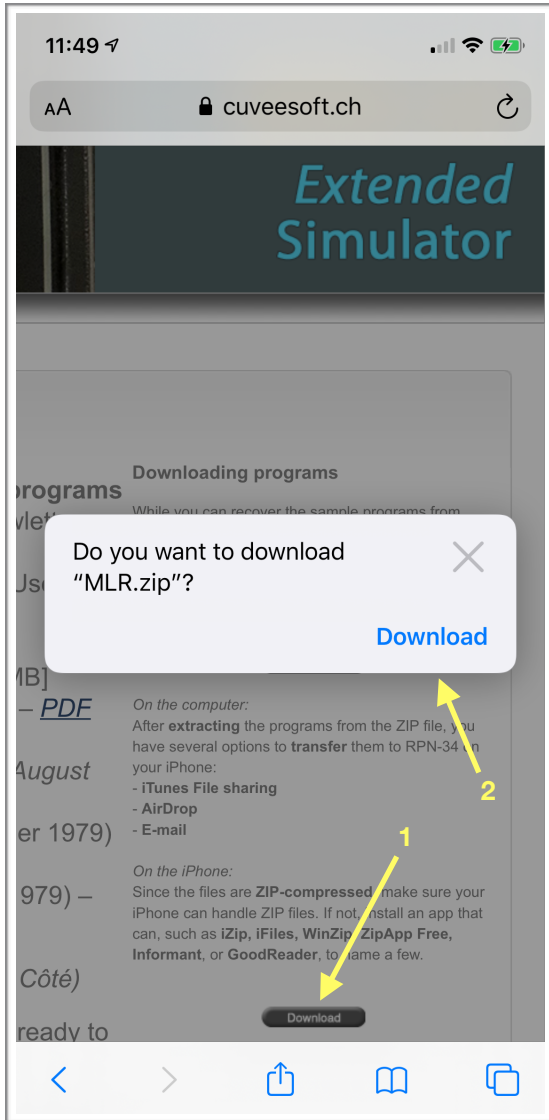 11:49
AA
cuveesoft.ch
Extended
Simulator
Downloading programs
programs
While you can recover the sample programs from
Do you want to download
“MLR.zip”?
Download
MB]
– PDF
August
er 1979)
979) –
Côté)
ready to
On the computer:
After extracting the programs from the ZIP file, you
have several options to transfer them to RPN-34 on
your iPhone:
- iTunes File sharing
- AirDrop
- E-mail
2
1
On the iPhone:
Since the files are ZIP-compressed, make sure your
iPhone can handle ZIP files. If not, install an app that
can, such as iZip, iFiles, WinZip, ZipApp Free,
Informant, or GoodReader, to name a few.
Download